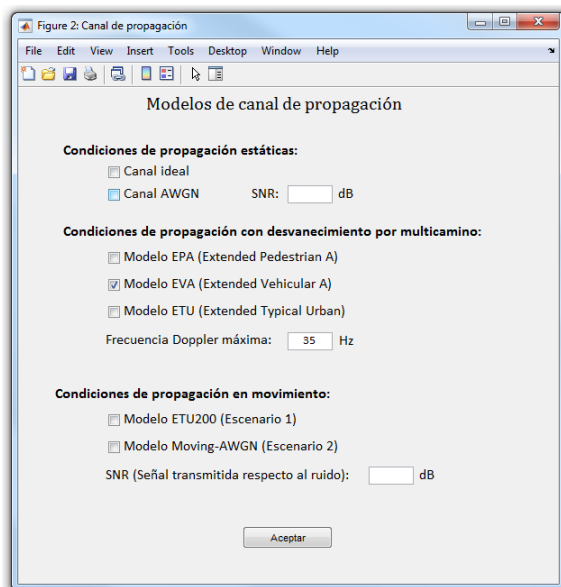 Figure 2: Canal de propagación
File Edit View Insert Tools Desktop Window Help
Modelos de canal de propagación
Condiciones de propagación estáticas:
Canal ideal
Canal AWGN SNR: dB
Condiciones de propagación con desvanecimiento por multicamino:
Modelo EPA (Extended Pedestrian A)
Modelo EVA (Extended Vehicular A)
Modelo ETU (Extended Typical Urban)
Frecuencia Doppler máxima: 35 Hz
Condiciones de propagación en movimiento:
Modelo ETU200 (Escenario 1)
Modelo Moving-AWGN (Escenario 2)
SNR (Señal transmitida respecto al ruido): dB
Aceptar